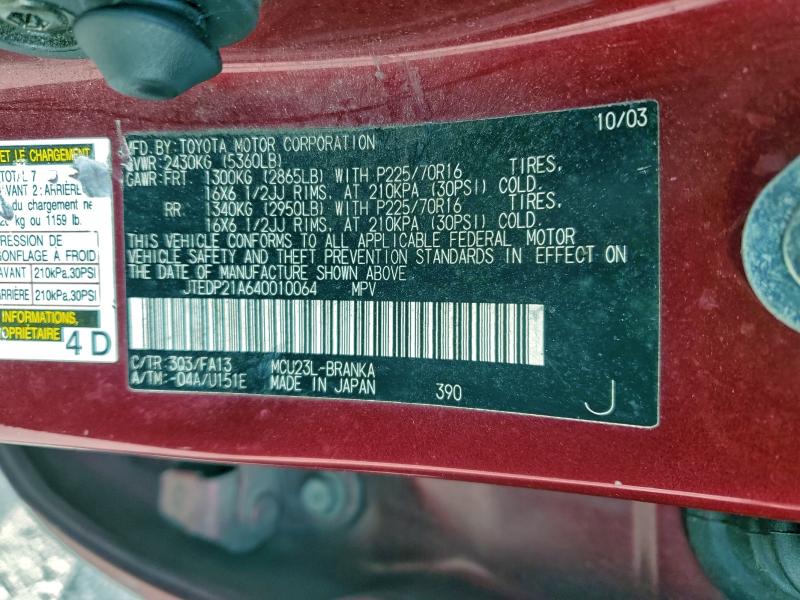 10/03
MFD.BY:TOYOTA MOTOR CORPORATION
GVWR:2430KG (5360LB)
GAWR:FRT 1300KG (2865LB) WITH P225/70R16 TIRES,
16X6 1/2JJ RIMS, AT 210KPA (30PSI) COLD.
RR 1340KG (2950LB) WITH P225/70R16 TIRES,
16X6 1/2JJ RIMS, AT 210KPA (30PSI) COLD.
THIS VEHICLE CONFORMS TO ALL APPLICABLE FEDERAL MOTOR
VEHICLE SAFETY AND THEFT PREVENTION STANDARDS IN EFFECT ON
THE DATE OF MANUFACTURE SHOWN ABOVE
JTEDP21A640010064 MPV
C/TR: 303/FA13 MCU23L-BRANKA
A/TM:-04A/U151E MADE IN JAPAN 390 J
ET LE CHARGEMENT
TOTAL 7
VANT 2: ARRIÈRE
du chargement ne
kg ou 1159 lb.
RESSION DE
ONFLAGE A FROID
AVANT 210kPa.30PSI
ARRIÈRE 210kPa.30PSI
INFORMATIONS,
PROPRIÉTAIRE
4 D